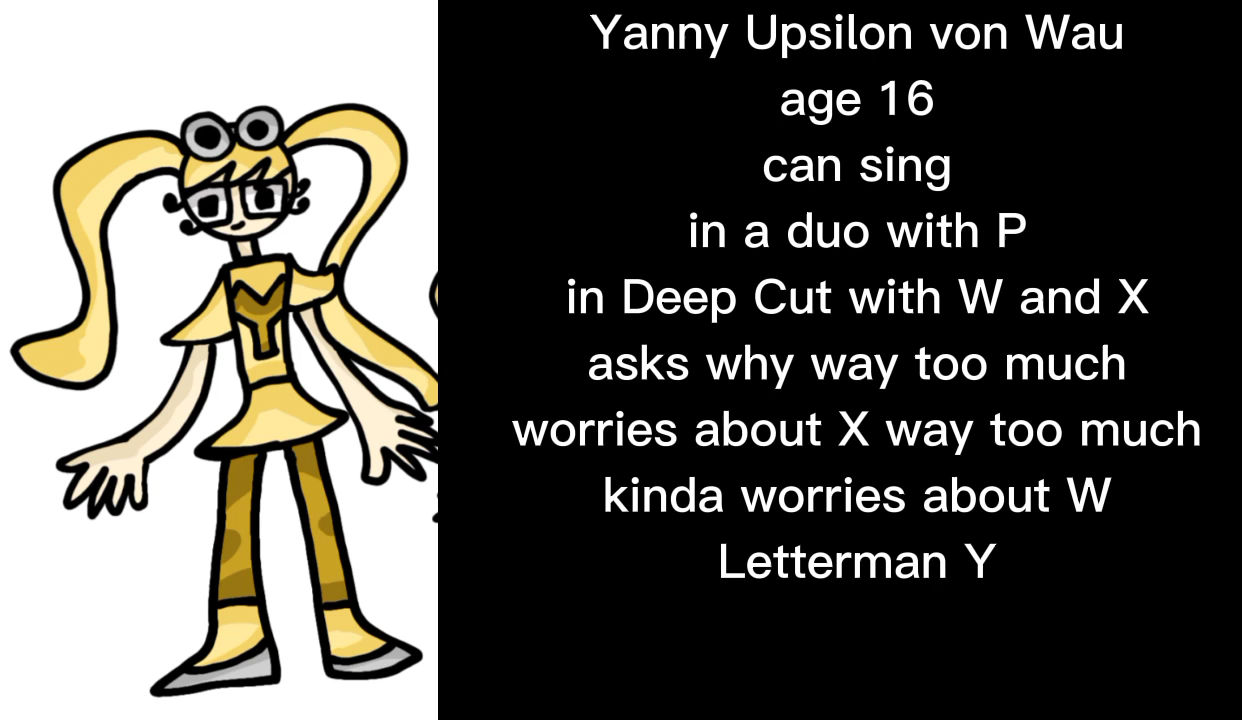 Yanny Upsilon von Wau
age 16
can sing
in a duo with P
in Deep Cut with W and X
asks why way too much
worries about X way too much
kinda worries about W
Letterman Y
Y